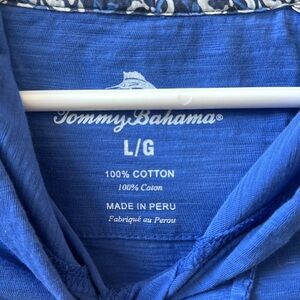 Tommy Bahama®
L/G
100% COTTON
100% Coton
MADE IN PERU
Fabriqué au Perou